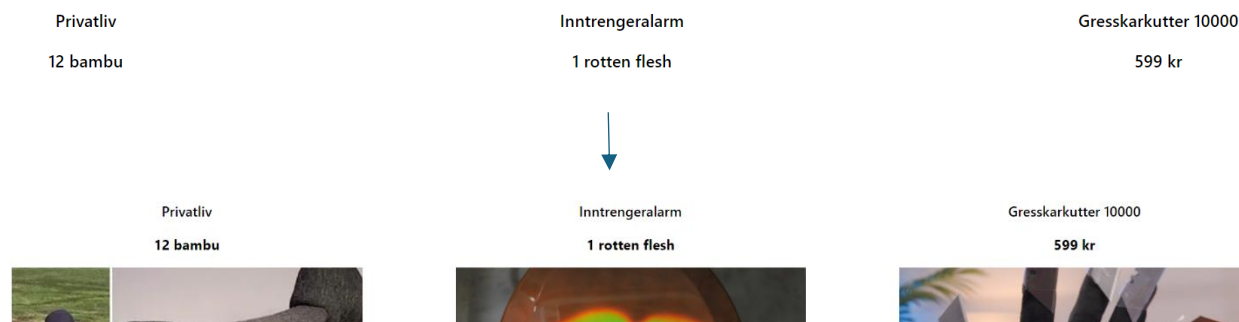 Privatliv Inntrengeralarm Gresskarkutter 10000
12 bambu 1 rotten flesh 599 kr
Privatliv Inntrengeralarm Gresskarkutter 10000
12 bambu 1 rotten flesh 599 kr